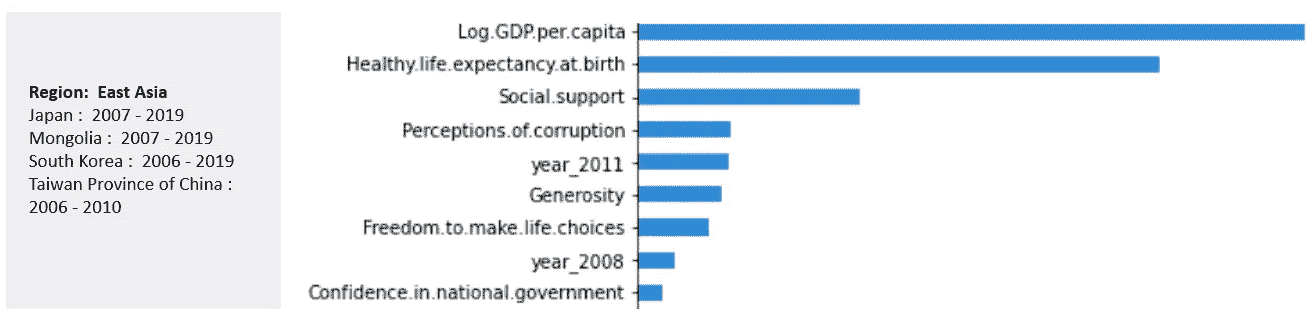 Region:  East Asia
Japan :  2007 - 2019
Mongolia :  2007 - 2019
South Korea :  2006 - 2019
Taiwan Province of China :
2006 - 2010
Log.GDP.per.capita
Healthy.life.expectancy.at.birth
Social.support
Perceptions.of.corruption
year_2011
Generosity
Freedom.to.make.life.choices
year_2008
Confidence.in.national.government